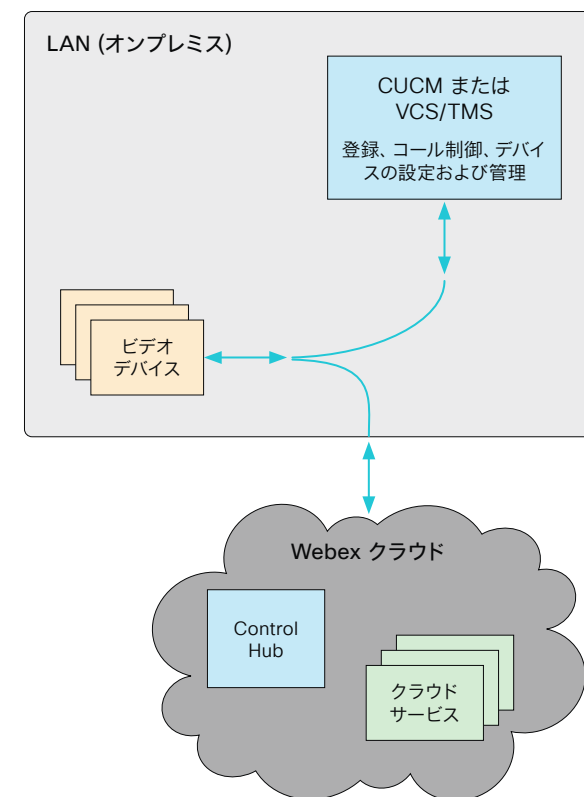 LAN (オンプレミス)
CUCM または
VCS/TMS
登録、コール制御、デバイ
スの設定および管理
ビデオ
デバイス
Webex クラウド
Control
Hub
クラウド
サービス